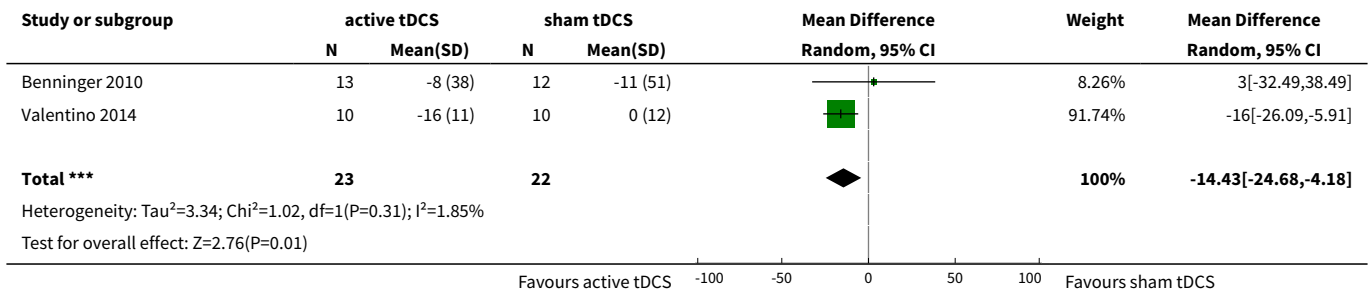 Study or subgroup active tDCS sham tDCS Mean Difference Weight Mean Difference
N Mean(SD) N Mean(SD) Random, 95% CI Random, 95% CI
Benninger 2010 13 -8 (38) 12 -11 (51) 8.26% 3[-32.49,38.49]
Valentino 2014 10 -16 (11) 10 0 (12) 91.74% -16[-26.09,-5.91]
Total *** 23 22 100% -14.43[-24.68,-4.18]
Heterogeneity: Tau²=3.34; Chi²=1.02, df=1(P=0.31); I²=1.85%
Test for overall effect: Z=2.76(P=0.01)
Favours active tDCS -100 -50 0 50 100 Favours sham tDCS